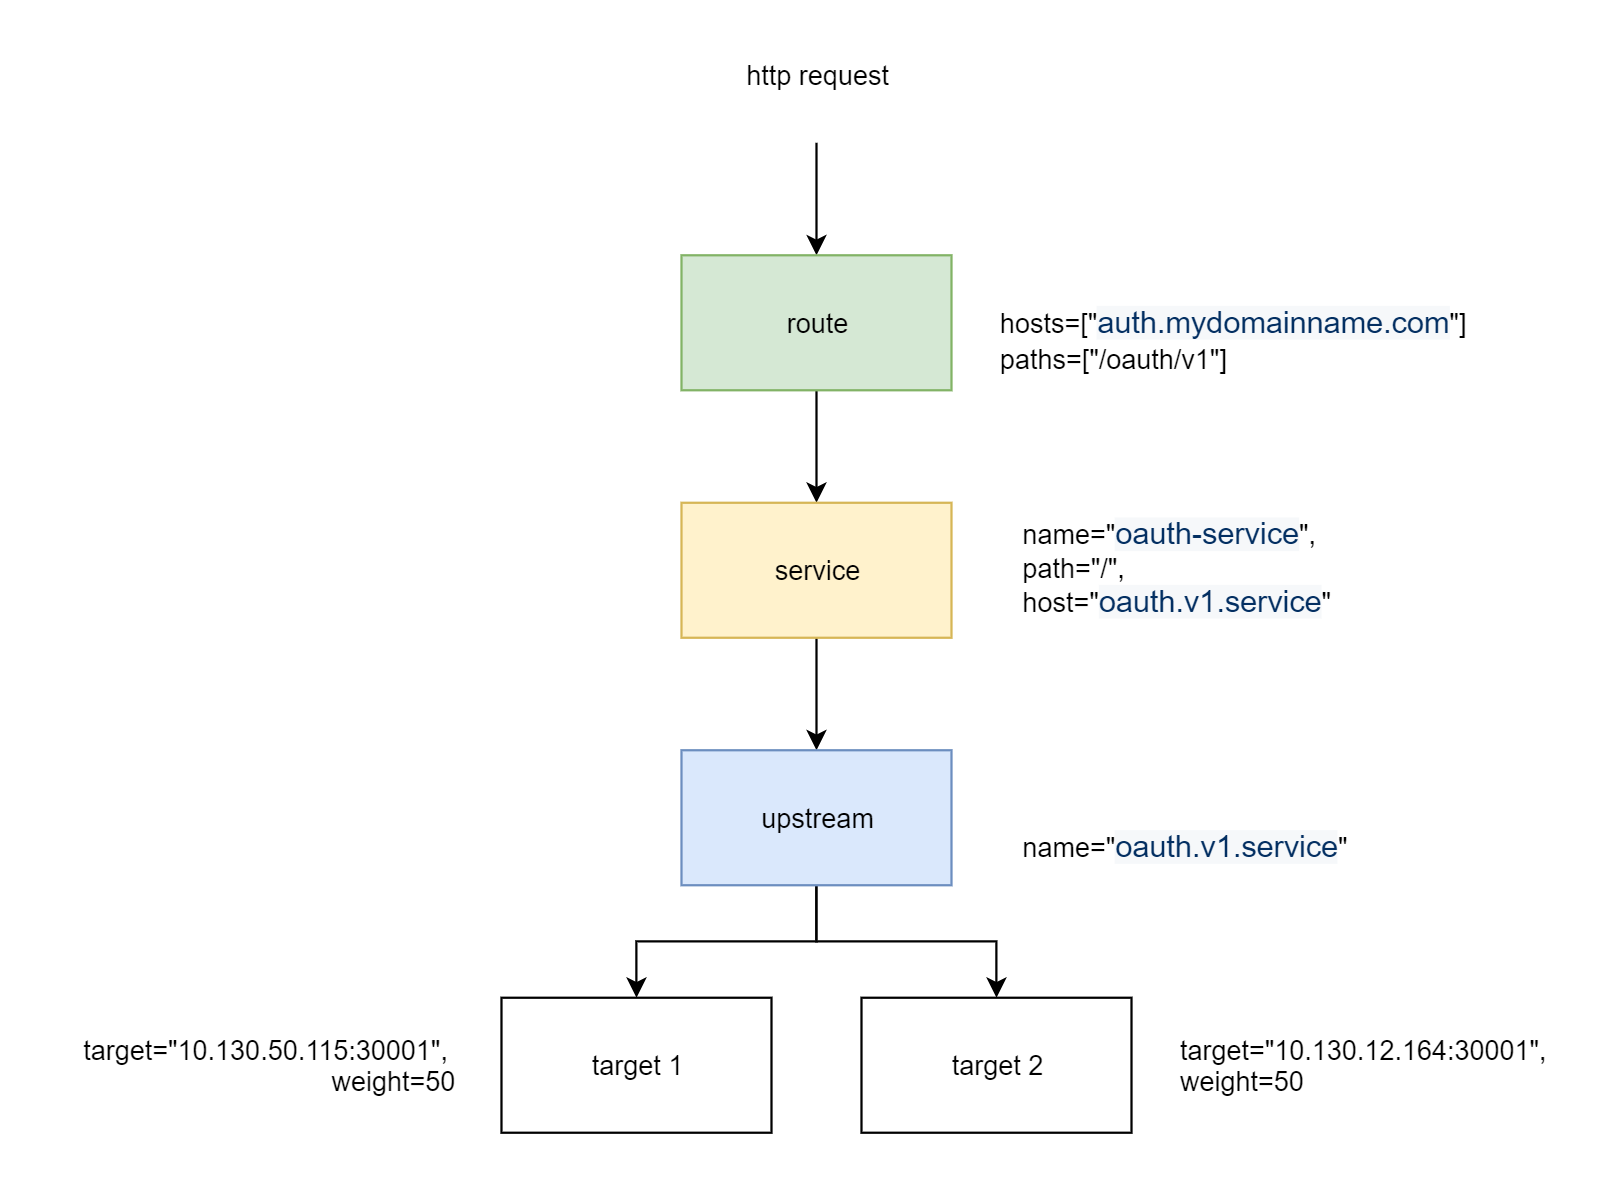 http request
route
hosts=["auth.mydomainname.com"]
paths=["/oauth/v1"]
service
name="oauth-service",
path="/",
host="oauth.v1.service"
upstream
name="oauth.v1.service"
target="10.130.50.115:30001",
weight=50
target 1
target 2
target="10.130.12.164:30001",
weight=50